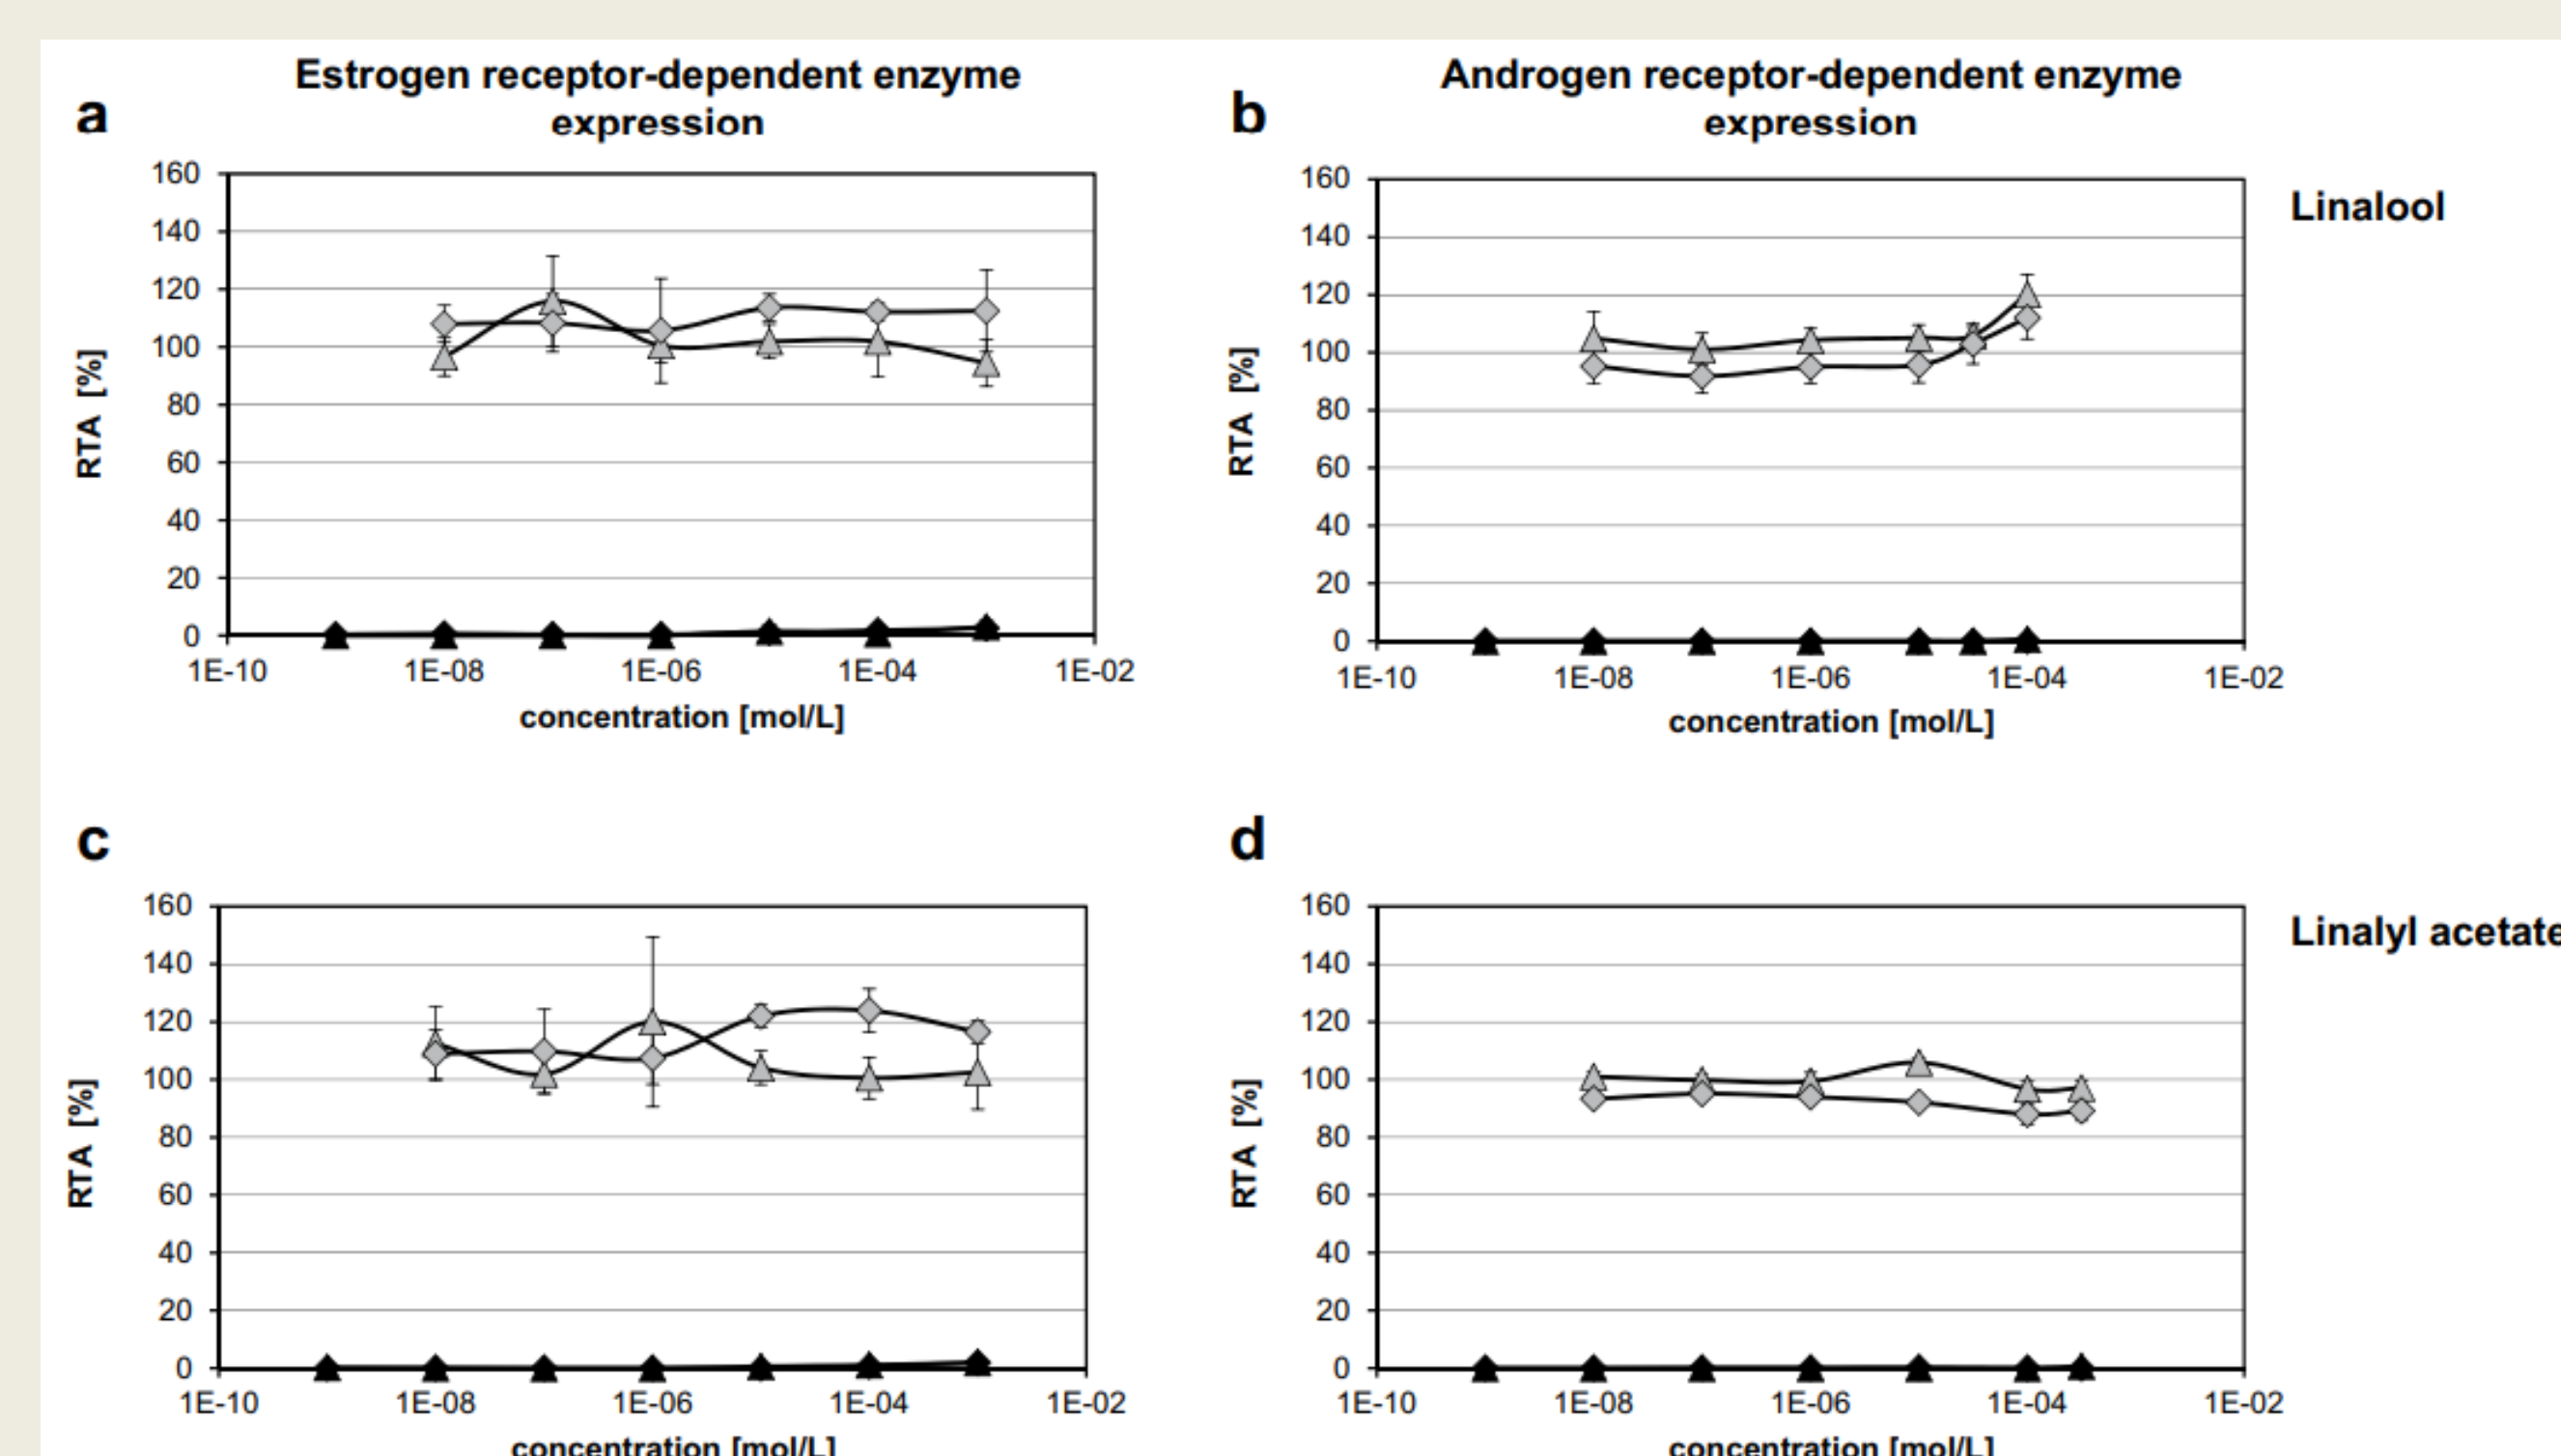 Estrogen receptor-dependent enzyme
expression
a
160
140
120
100
80
60
40
20
0
RTA [%]
1E-10 1E-08 1E-06 1E-04 1E-02
concentration [mol/L]
Androgen receptor-dependent enzyme
expression
b
160
140
120
100
80
60
40
20
0
RTA [%]
1E-10 1E-08 1E-06 1E-04 1E-02
concentration [mol/L]
Linalool
c
160
140
120
100
80
60
40
20
0
RTA [%]
1E-10 1E-08 1E-06 1E-04 1E-02
concentration [mol/L]
d
160
140
120
100
80
60
40
20
0
RTA [%]
1E-10 1E-08 1E-06 1E-04 1E-02
concentration [mol/L]
Linalyl acetate